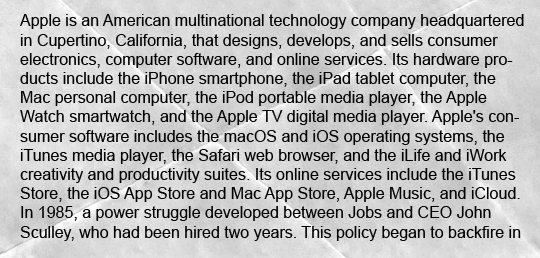 Apple is an American multinational technology company headquartered
in Cupertino, California, that designs, develops, and sells consumer
electronics, computer software, and online services. Its hardware pro-
ducts include the iPhone smartphone, the iPad tablet computer, the
Mac personal computer, the iPod portable media player, the Apple
Watch smartwatch, and the Apple TV digital media player. Apple's con-
sumer software includes the macOS and iOS operating systems, the
iTunes media player, the Safari web browser, and the iLife and iWork
creativity and productivity suites. Its online services include the iTunes
Store, the iOS App Store and Mac App Store, Apple Music, and iCloud.
In 1985, a power struggle developed between Jobs and CEO John
Sculley, who had been hired two years. This policy began to backfire in